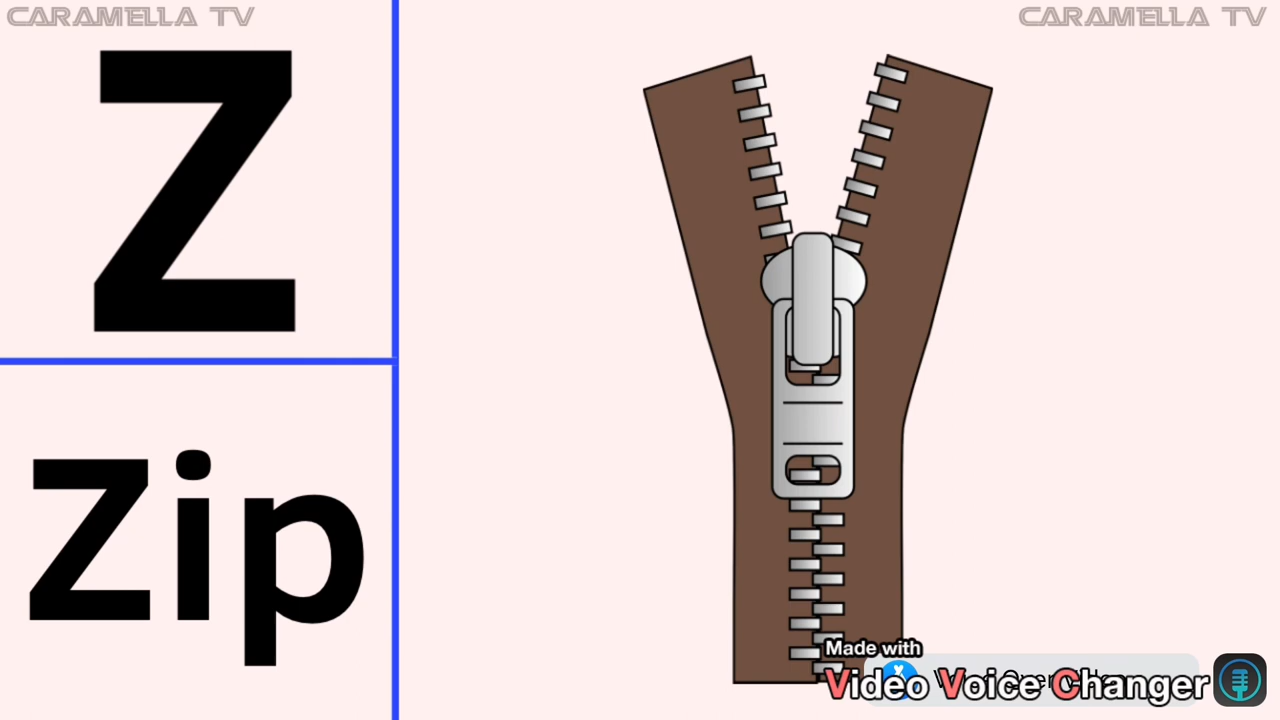 CARAMELLA TV
CARAMELLA TV
Z
Zip
Made with
Video Voice Changer